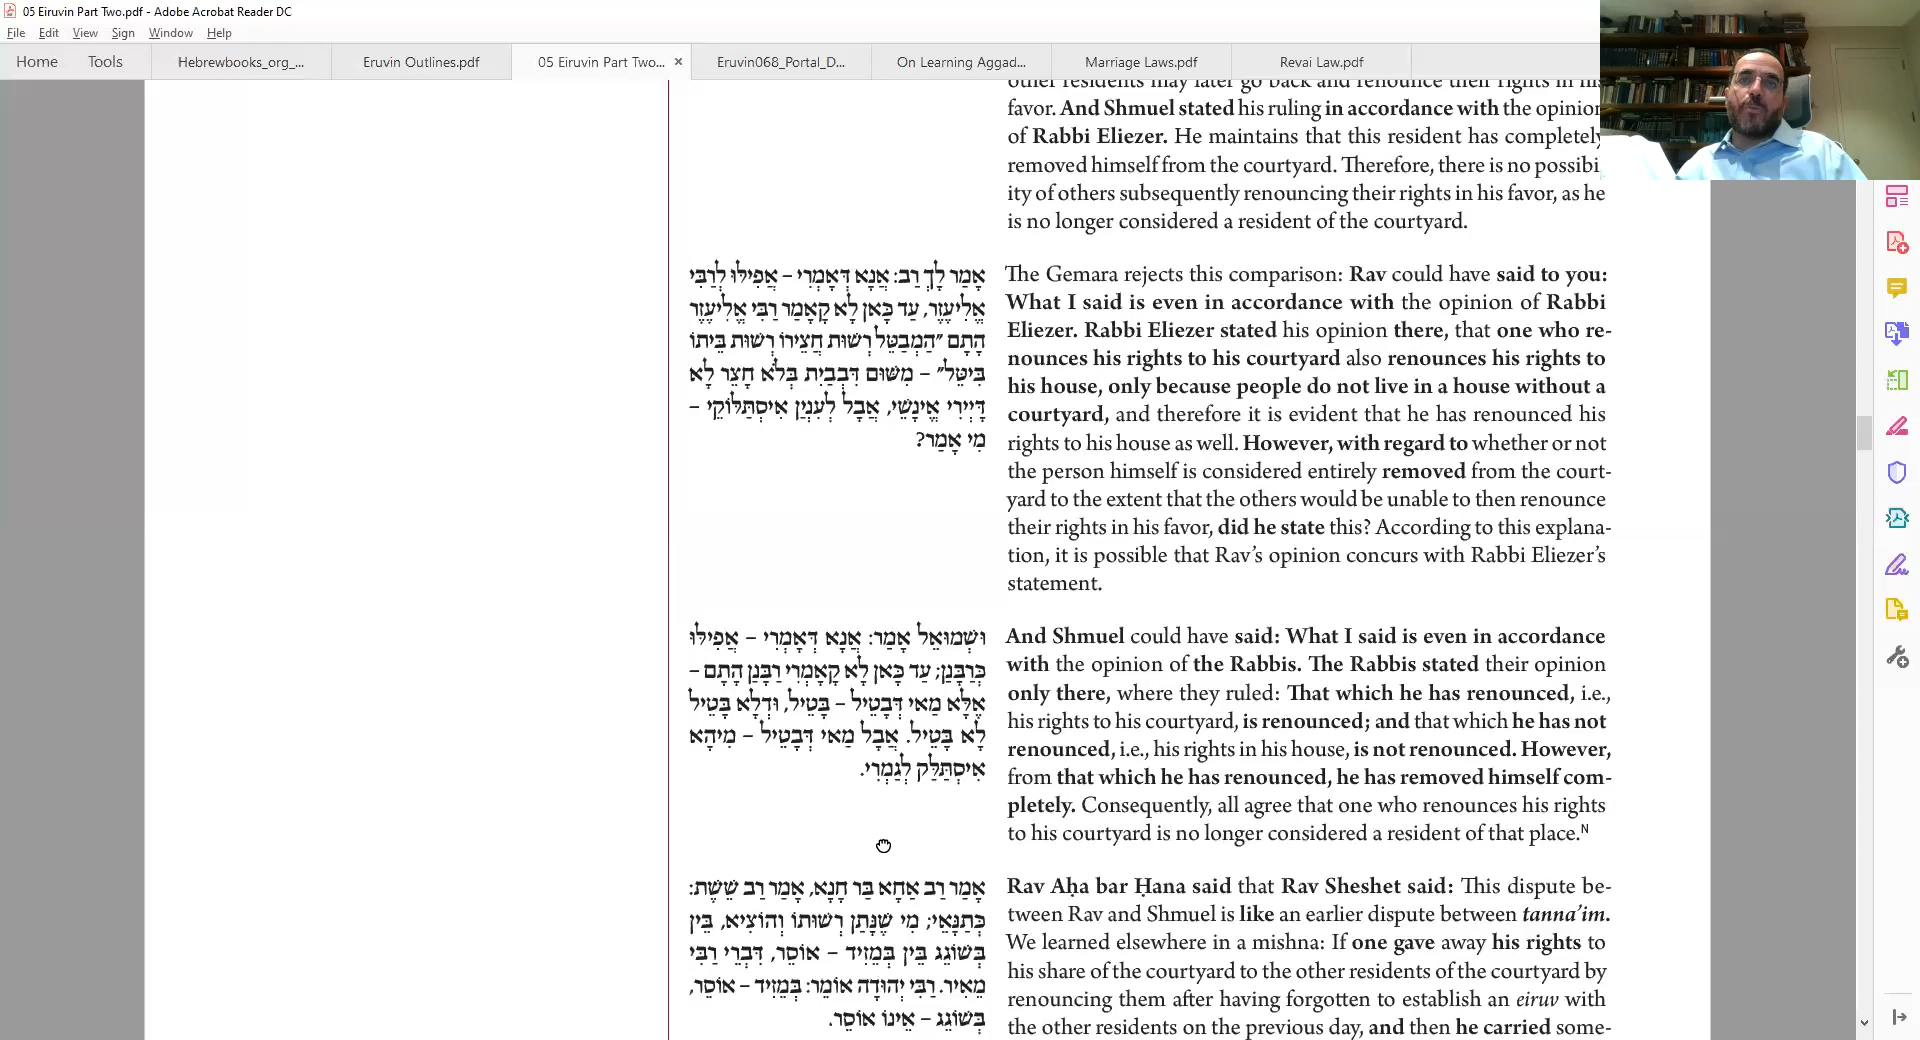 05 Eiruvin Part Two.pdf - Adobe Acrobat Reader DC
File Edit View Sign Window Help
Home Tools Hebrewbooks_org_... Eruvin Outlines.pdf 05 Eiruvin Part Two... × Eruvin068_Portal_D... On Learning Aggad... Marriage Laws.pdf Revai Law.pdf
other residents may later go back and renounce their rights in his
favor. And Shmuel stated his ruling in accordance with the opinion
of Rabbi Eliezer. He maintains that this resident has completely
removed himself from the courtyard. Therefore, there is no possibi
ity of others subsequently renouncing their rights in his favor, as he
is no longer considered a resident of the courtyard.
אָמַר לָךְ רַב: אֲנָא דְּאָמְרִי – אֲפִילּוּ לְרַבִּי
אֱלִיעֶזֶר, עַד כָּאן לָא קָאָמַר רַבִּי אֱלִיעֶזֶר
הָתָם ״הַמְבַטֵּל רְשׁוּת חֲצֵירוֹ רְשׁוּת בֵּיתוֹ
בִּיטֵּל״ – מִשּׁוּם דִּבְבַיִת בְּלֹא חָצֵר לָא
דָּיְירִי אֱינָשֵׁי, אֲבָל לְעִנְיַן אִיסְתַּלּוֹקֵי –
מִי אָמַר?
The Gemara rejects this comparison: Rav could have said to you:
What I said is even in accordance with the opinion of Rabbi
Eliezer. Rabbi Eliezer stated his opinion there, that one who re-
nounces his rights to his courtyard also renounces his rights to
his house, only because people do not live in a house without a
courtyard, and therefore it is evident that he has renounced his
rights to his house as well. However, with regard to whether or not
the person himself is considered entirely removed from the court-
yard to the extent that the others would be unable to then renounce
their rights in his favor, did he state this? According to this explana-
tion, it is possible that Rav's opinion concurs with Rabbi Eliezer's
statement.
וּשְׁמוּאֵל אָמַר: אֲנָא דְּאָמְרִי – אֲפִילּוּ
כְּרַבָּנַן; עַד כָּאן לָא קָאָמְרִי רַבָּנַן הָתָם –
אֶלָּא מַאי דְּבָטֵיל – בָּטֵיל, וּדְלָא בָּטֵיל
לָא בָּטֵיל. אֲבָל מַאי דְּבָטֵיל – מִיהָא
אִיסְתַּלַּק לְגַמְרֵי.
And Shmuel could have said: What I said is even in accordance
with the opinion of the Rabbis. The Rabbis stated their opinion
only there, where they ruled: That which he has renounced, i.e.,
his rights to his courtyard, is renounced; and that which he has not
renounced, i.e., his rights in his house, is not renounced. However,
from that which he has renounced, he has removed himself com-
pletely. Consequently, all agree that one who renounces his rights
to his courtyard is no longer considered a resident of that place.N
אָמַר רַב אַחָא בַּר חָנָא, אָמַר רַב שֵׁשֶׁת:
כְּתַנָּאֵי; מִי שֶׁנָּתַן רְשׁוּתוֹ וְהוֹצִיא, בֵּין
בְּשׁוֹגֵג בֵּין בְּמֵזִיד – אוֹסֵר, דִּבְרֵי רַבִּי
מֵאִיר. רַבִּי יְהוּדָה אוֹמֵר: בְּמֵזִיד – אוֹסֵר,
בְּשׁוֹגֵג – אֵינוֹ אוֹסֵר.
Rav Aḥa bar Ḥana said that Rav Sheshet said: This dispute be-
tween Rav and Shmuel is like an earlier dispute between tanna'im.
We learned elsewhere in a mishna: If one gave away his rights to
his share of the courtyard to the other residents of the courtyard by
renouncing them after having forgotten to establish an eiruv with
the other residents on the previous day, and then he carried some-